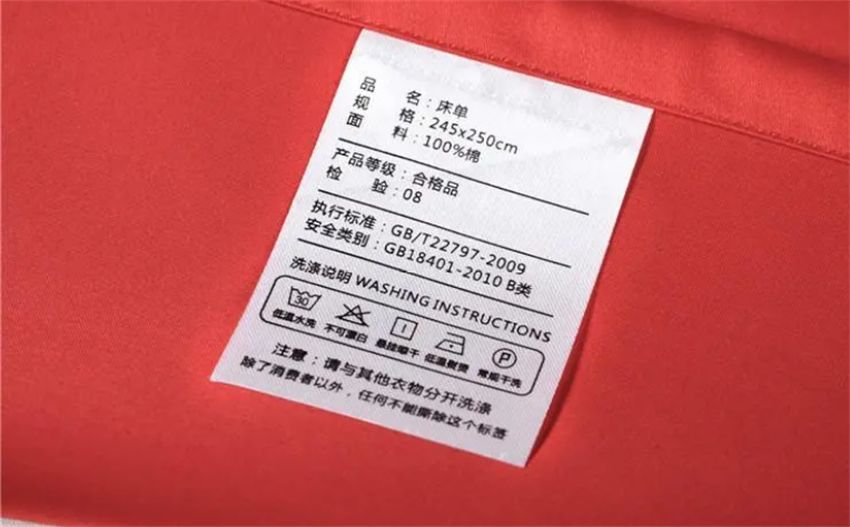 品 名：床单
规 格：245x250cm
面 料：100%棉
产品等级：合格品
检 验：08
执行标准：GB/T22797-2009
安全类别：GB18401-2010 B类
洗涤说明 WASHING INSTRUCTIONS
30 P
低温水洗 不可漂白 悬挂晾干 低温熨烫 常规干洗
注意：请与其他衣物分开洗涤
除了消费者以外，任何不能撕除这个标签